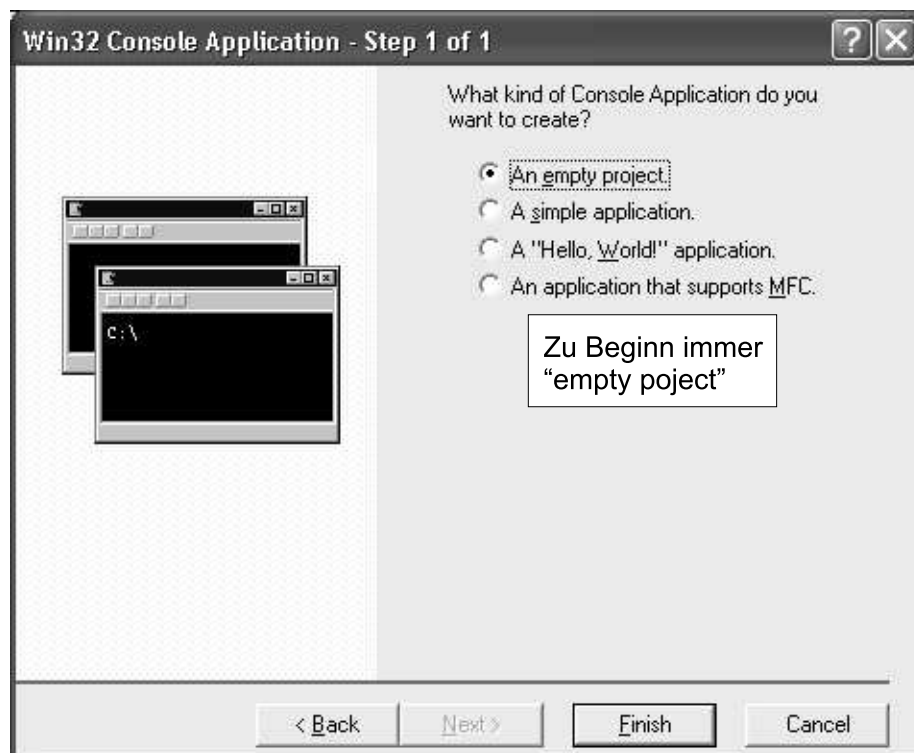 Win32 Console Application - Step 1 of 1
What kind of Console Application do you
want to create?
An empty project.
A simple application.
A "Hello, World!" application.
An application that supports MFC.
C:\
Zu Beginn immer
“empty poject”
< Back
Next >
Finish
Cancel